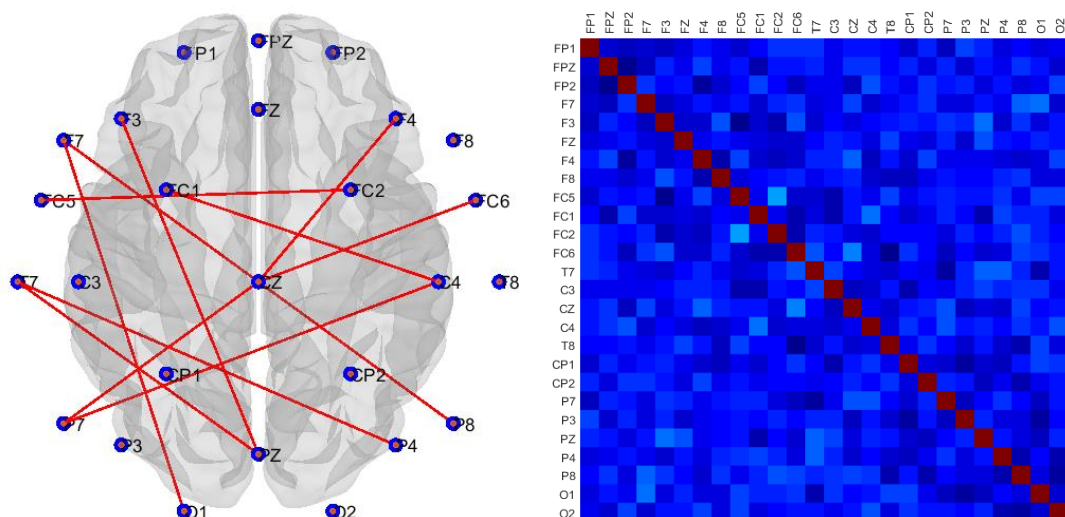 FPZ
FP1 FP2
FZ
F3 F4
F7 F8
FC1 FC2
FC5 FC6
T7 C3 CZ C4 T8
CP1 CP2
P7 P8
P3 P4
PZ
O1 O2
FP1 FPZ FP2 F7 F3 FZ F4 F8 FC5 FC1 FC2 FC6 T7 C3 CZ C4 T8 CP1 CP2 P7 P3 PZ P4 P8 O1 O2
FP1
FPZ
FP2
F7
F3
FZ
F4
F8
FC5
FC1
FC2
FC6
T7
C3
CZ
C4
T8
CP1
CP2
P7
P3
PZ
P4
P8
O1
O2